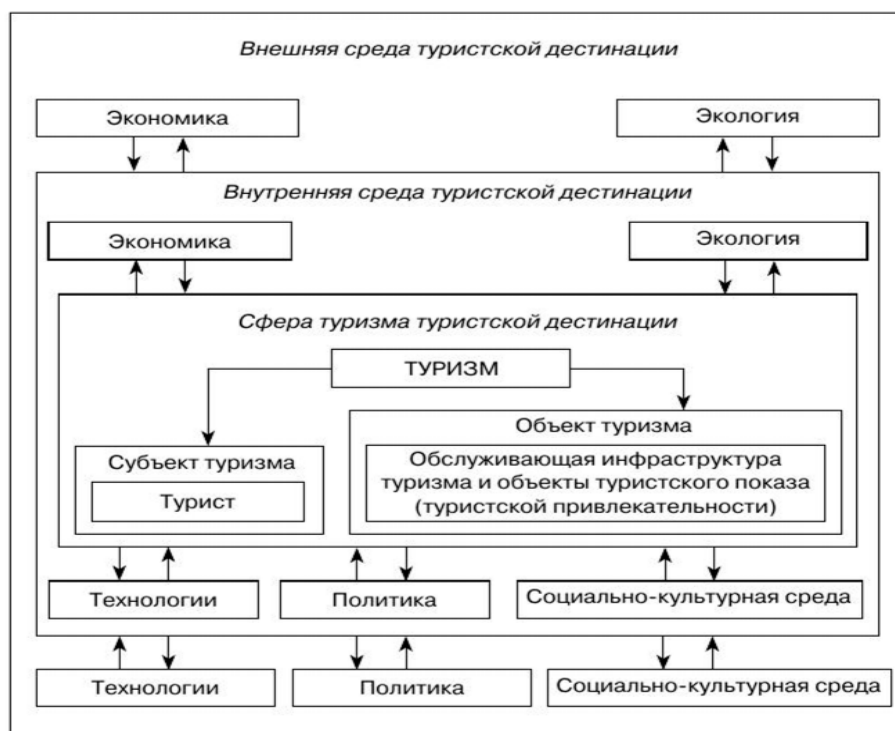 Внешняя среда туристской дестинации
Экономика
Экология
Внутренняя среда туристской дестинации
Экономика
Экология
Сфера туризма туристской дестинации
ТУРИЗМ
Объект туризма
Субъект туризма
Обслуживающая инфраструктура
туризма и объекты туристского показа
(туристской привлекательности)
Турист
Технологии
Политика
Социально-культурная среда
Технологии
Политика
Социально-культурная среда